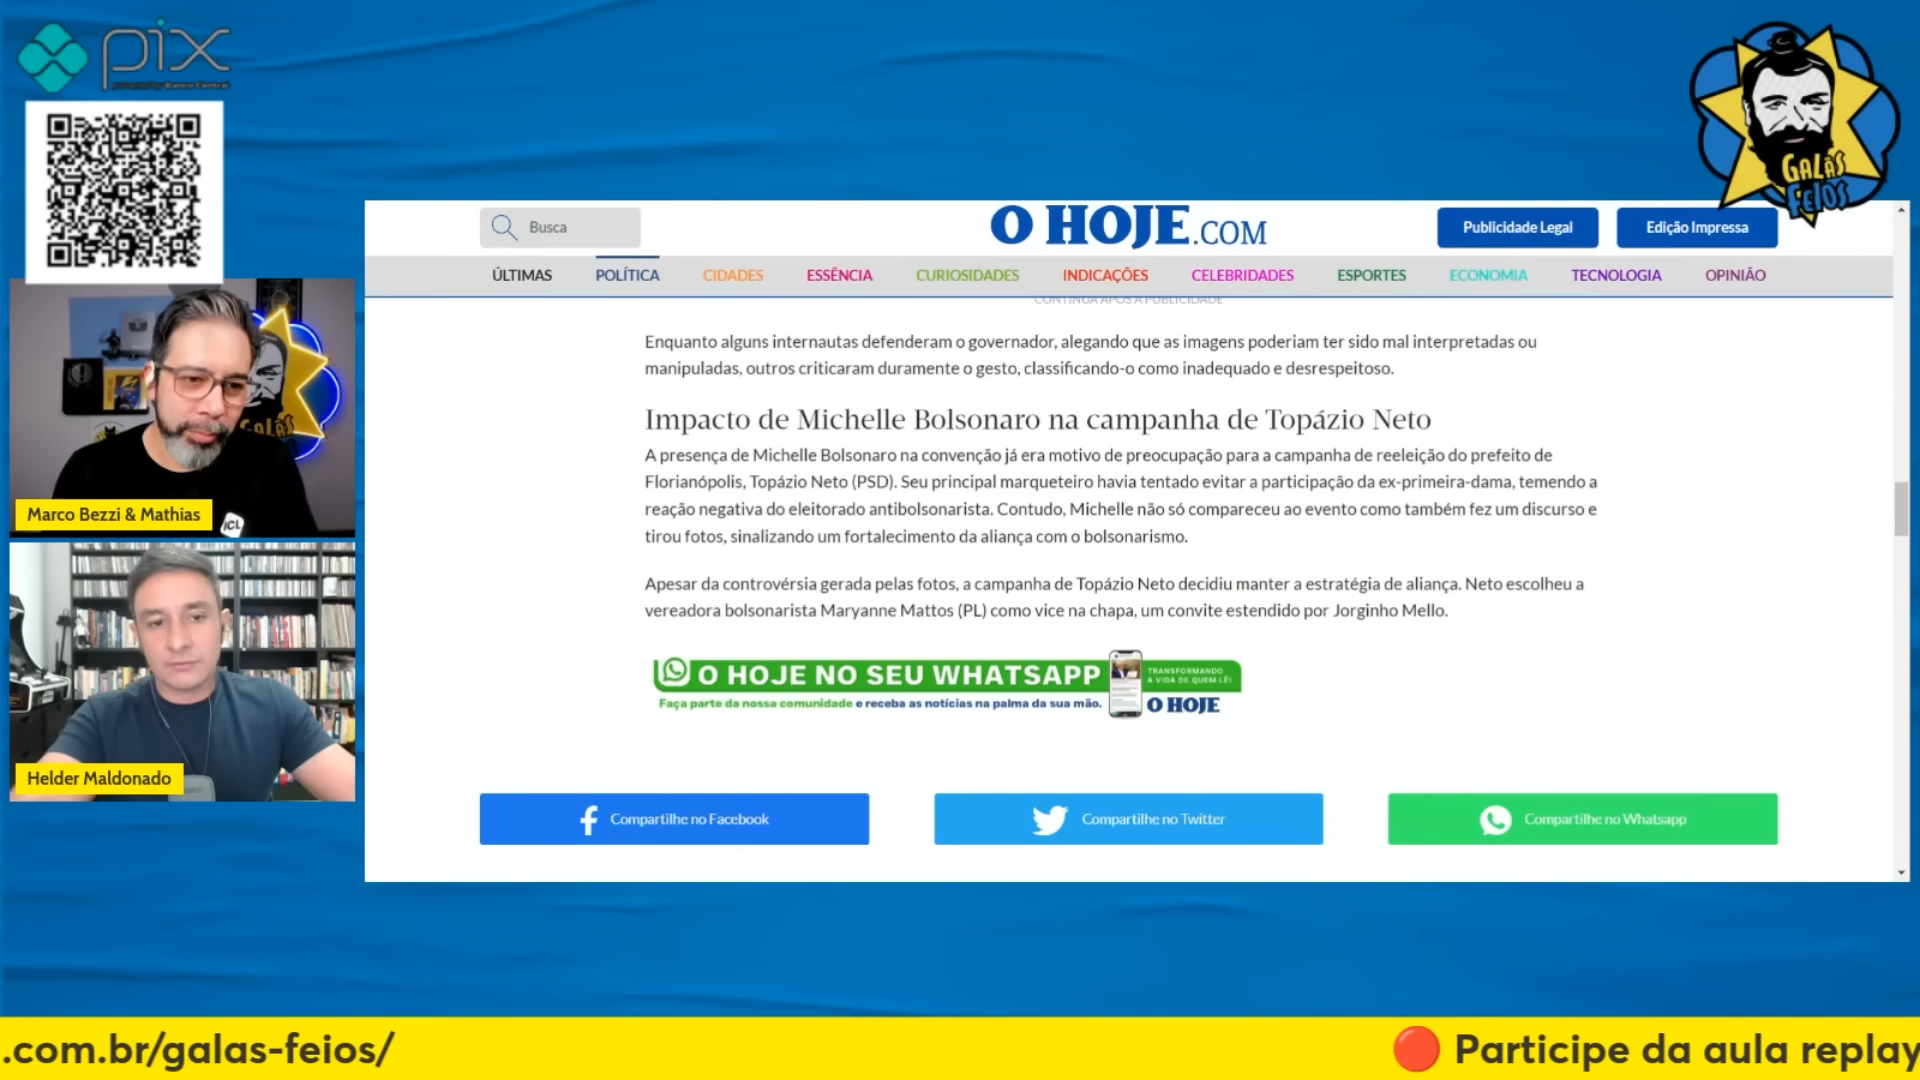 pix
powered by Banco Central
GALÃS
FEIOS
Busca
O HOJE.COM
Publicidade Legal
Edição Impressa
ÚLTIMAS POLÍTICA CIDADES ESSÊNCIA CURIOSIDADES INDICAÇÕES CELEBRIDADES ESPORTES ECONOMIA TECNOLOGIA OPINIÃO
CONTINUA APÓS A PUBLICIDADE
Enquanto alguns internautas defenderam o governador, alegando que as imagens poderiam ter sido mal interpretadas ou
manipuladas, outros criticaram duramente o gesto, classificando-o como inadequado e desrespeitoso.
Impacto de Michelle Bolsonaro na campanha de Topázio Neto
A presença de Michelle Bolsonaro na convenção já era motivo de preocupação para a campanha de reeleição do prefeito de
Florianópolis, Topázio Neto (PSD). Seu principal marqueteiro havia tentado evitar a participação da ex-primeira-dama, temendo a
reação negativa do eleitorado antibolsonarista. Contudo, Michelle não só compareceu ao evento como também fez um discurso e
tirou fotos, sinalizando um fortalecimento da aliança com o bolsonarismo.
Apesar da controvérsia gerada pelas fotos, a campanha de Topázio Neto decidiu manter a estratégia de aliança. Neto escolheu a
vereadora bolsonarista Maryanne Mattos (PL) como vice na chapa, um convite estendido por Jorginho Mello.
O HOJE NO SEU WHATSAPP
TRANSFORMANDO
A VIDA DE QUEM LÊ!
Faça parte da nossa comunidade e receba as notícias na palma da sua mão.
O HOJE
Compartilhe no Facebook
Compartilhe no Twitter
Compartilhe no Whatsapp
GALÃS
Marco Bezzi & Mathias
ICL
Helder Maldonado
.com.br/galas-feios/
Participe da aula replay